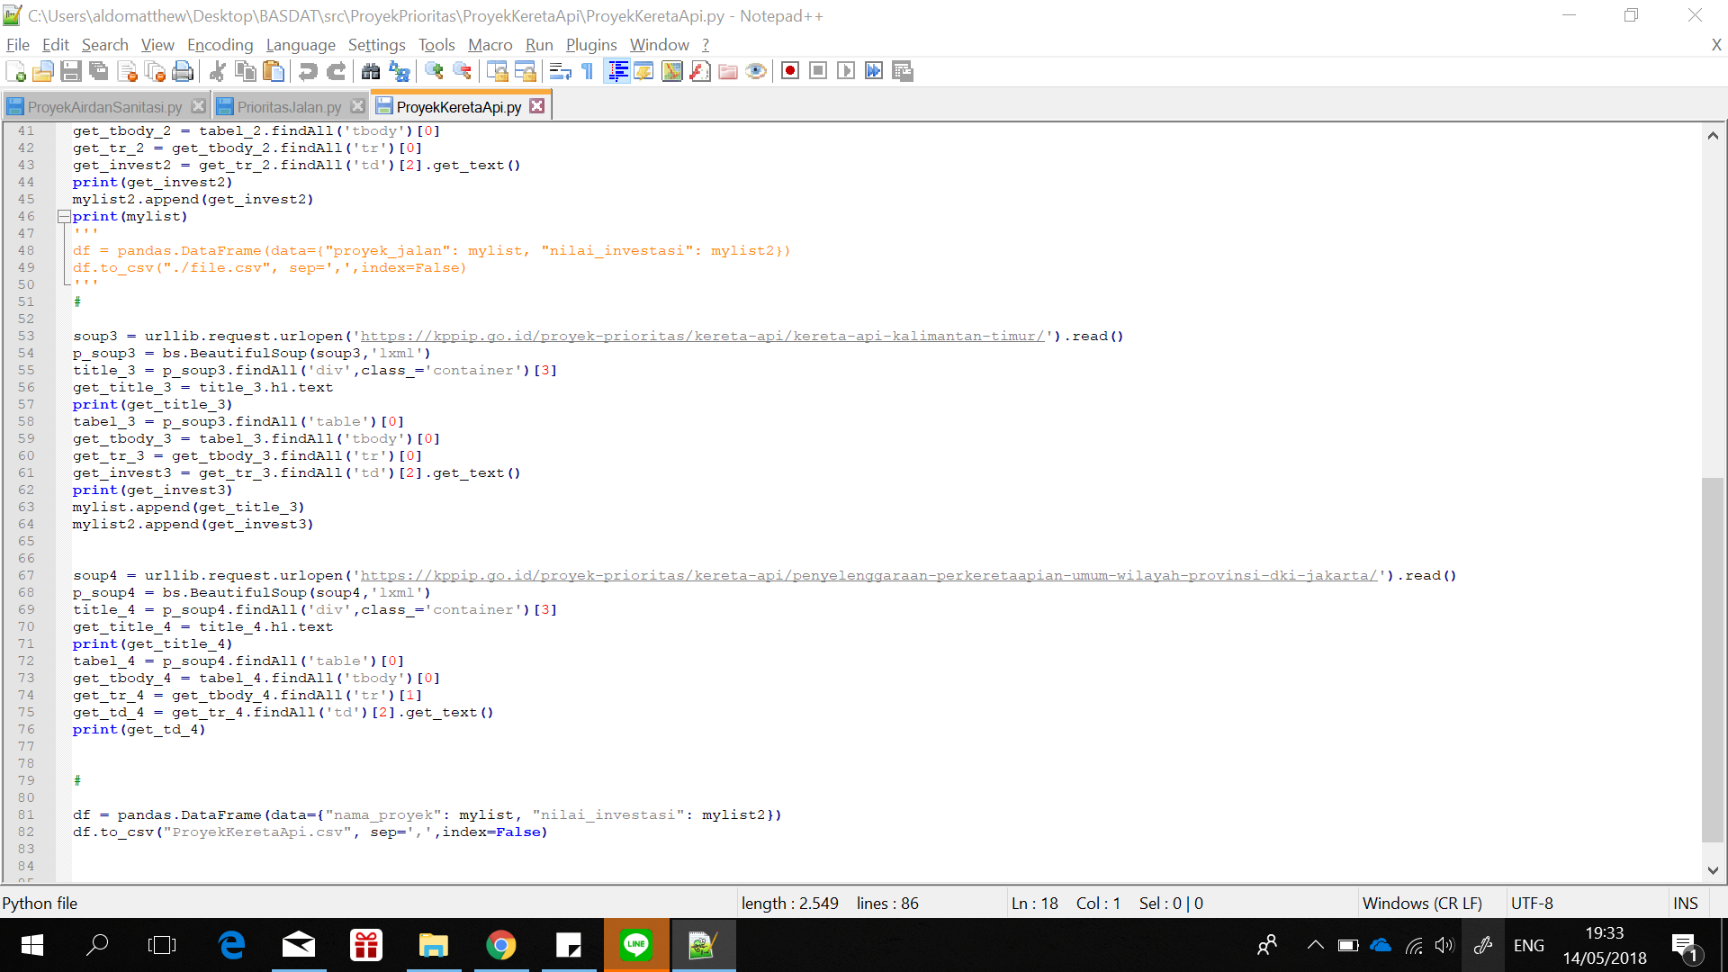 C:\Users\aldomatthew\Desktop\BASDAT\src\ProyekPrioritas\ProyekKeretaApi\ProyekKeretaApi.py - Notepad++
File Edit Search View Encoding Language Settings Tools Macro Run Plugins Window ? X
ProyekAirdanSanitasi.py PrioritasJalan.py ProyekKeretaApi.py
41 get_tbody_2 = tabel_2.findAll('tbody')[0]
42 get_tr_2 = get_tbody_2.findAll('tr')[0]
43 get_invest2 = get_tr_2.findAll('td')[2].get_text()
44 print(get_invest2)
45 mylist2.append(get_invest2)
46 print(mylist)
47 '''
48 df = pandas.DataFrame(data={"proyek_jalan": mylist, "nilai_investasi": mylist2})
49 df.to_csv("./file.csv", sep=',',index=False)
50 '''
51 #
52
53 soup3 = urllib.request.urlopen('https://kppip.go.id/proyek-prioritas/kereta-api/kereta-api-kalimantan-timur/').read()
54 p_soup3 = bs.BeautifulSoup(soup3,'lxml')
55 title_3 = p_soup3.findAll('div',class_='container')[3]
56 get_title_3 = title_3.h1.text
57 print(get_title_3)
58 tabel_3 = p_soup3.findAll('table')[0]
59 get_tbody_3 = tabel_3.findAll('tbody')[0]
60 get_tr_3 = get_tbody_3.findAll('tr')[0]
61 get_invest3 = get_tr_3.findAll('td')[2].get_text()
62 print(get_invest3)
63 mylist.append(get_title_3)
64 mylist2.append(get_invest3)
65
66
67 soup4 = urllib.request.urlopen('https://kppip.go.id/proyek-prioritas/kereta-api/penyelenggaraan-perkeretaapian-umum-wilayah-provinsi-dki-jakarta/').read()
68 p_soup4 = bs.BeautifulSoup(soup4,'lxml')
69 title_4 = p_soup4.findAll('div',class_='container')[3]
70 get_title_4 = title_4.h1.text
71 print(get_title_4)
72 tabel_4 = p_soup4.findAll('table')[0]
73 get_tbody_4 = tabel_4.findAll('tbody')[0]
74 get_tr_4 = get_tbody_4.findAll('tr')[1]
75 get_td_4 = get_tr_4.findAll('td')[2].get_text()
76 print(get_td_4)
77
78
79 #
80
81 df = pandas.DataFrame(data={"nama_proyek": mylist, "nilai_investasi": mylist2})
82 df.to_csv("ProyekKeretaApi.csv", sep=',',index=False)
83
84
Python file length : 2.549 lines : 86 Ln : 18 Col : 1 Sel : 0 | 0 Windows (CR LF) UTF-8 INS
LINE ENG 19:33
14/05/2018 1